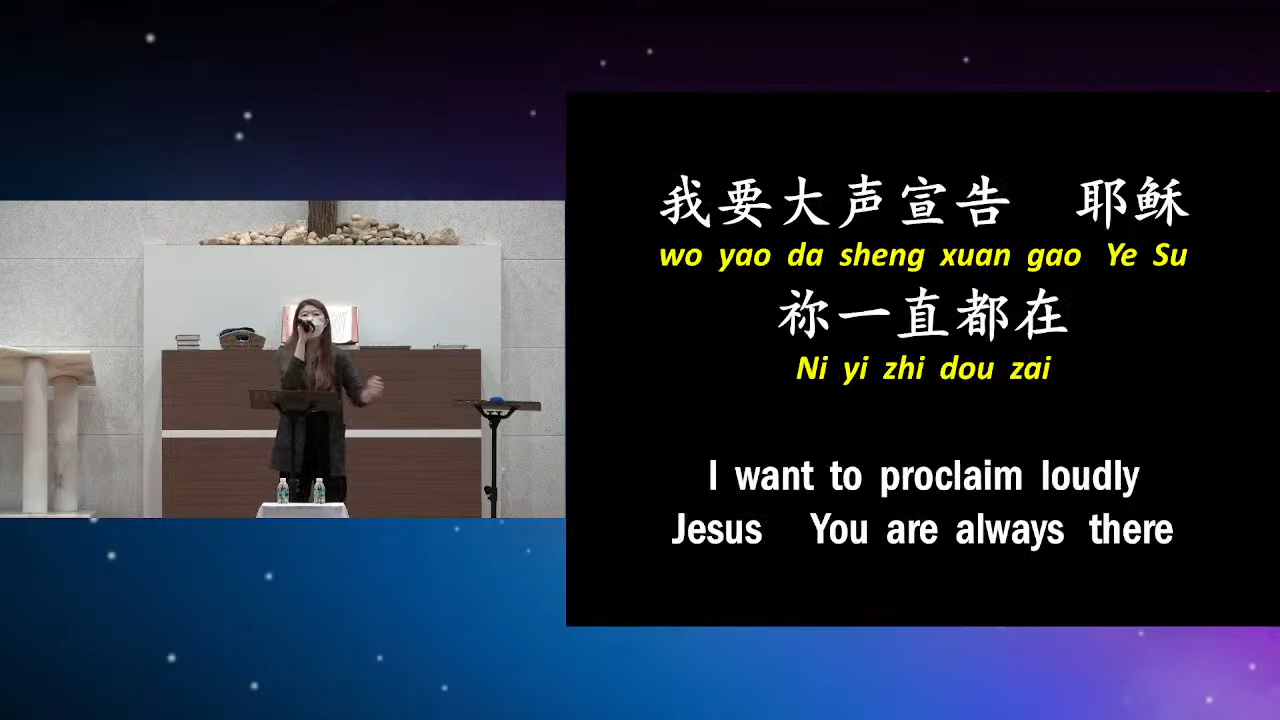 我要大声宣告 耶稣
wo yao da sheng xuan gao Ye Su
祢一直都在
Ni yi zhi dou zai
I want to proclaim loudly
Jesus You are always there